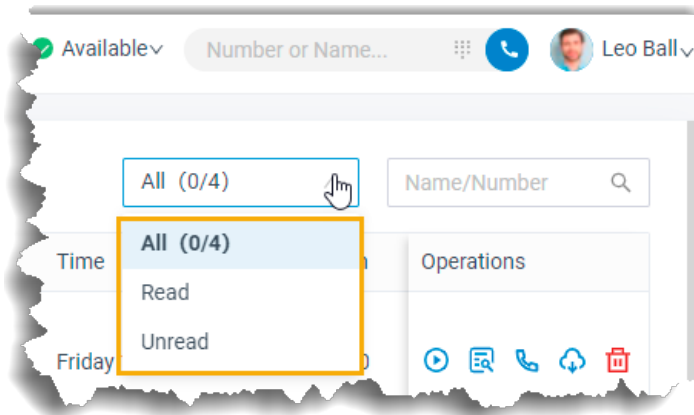 Available Number or Name... Leo Ball
All (0/4) Name/Number
All (0/4)
Time Operations
Read
Unread
Friday